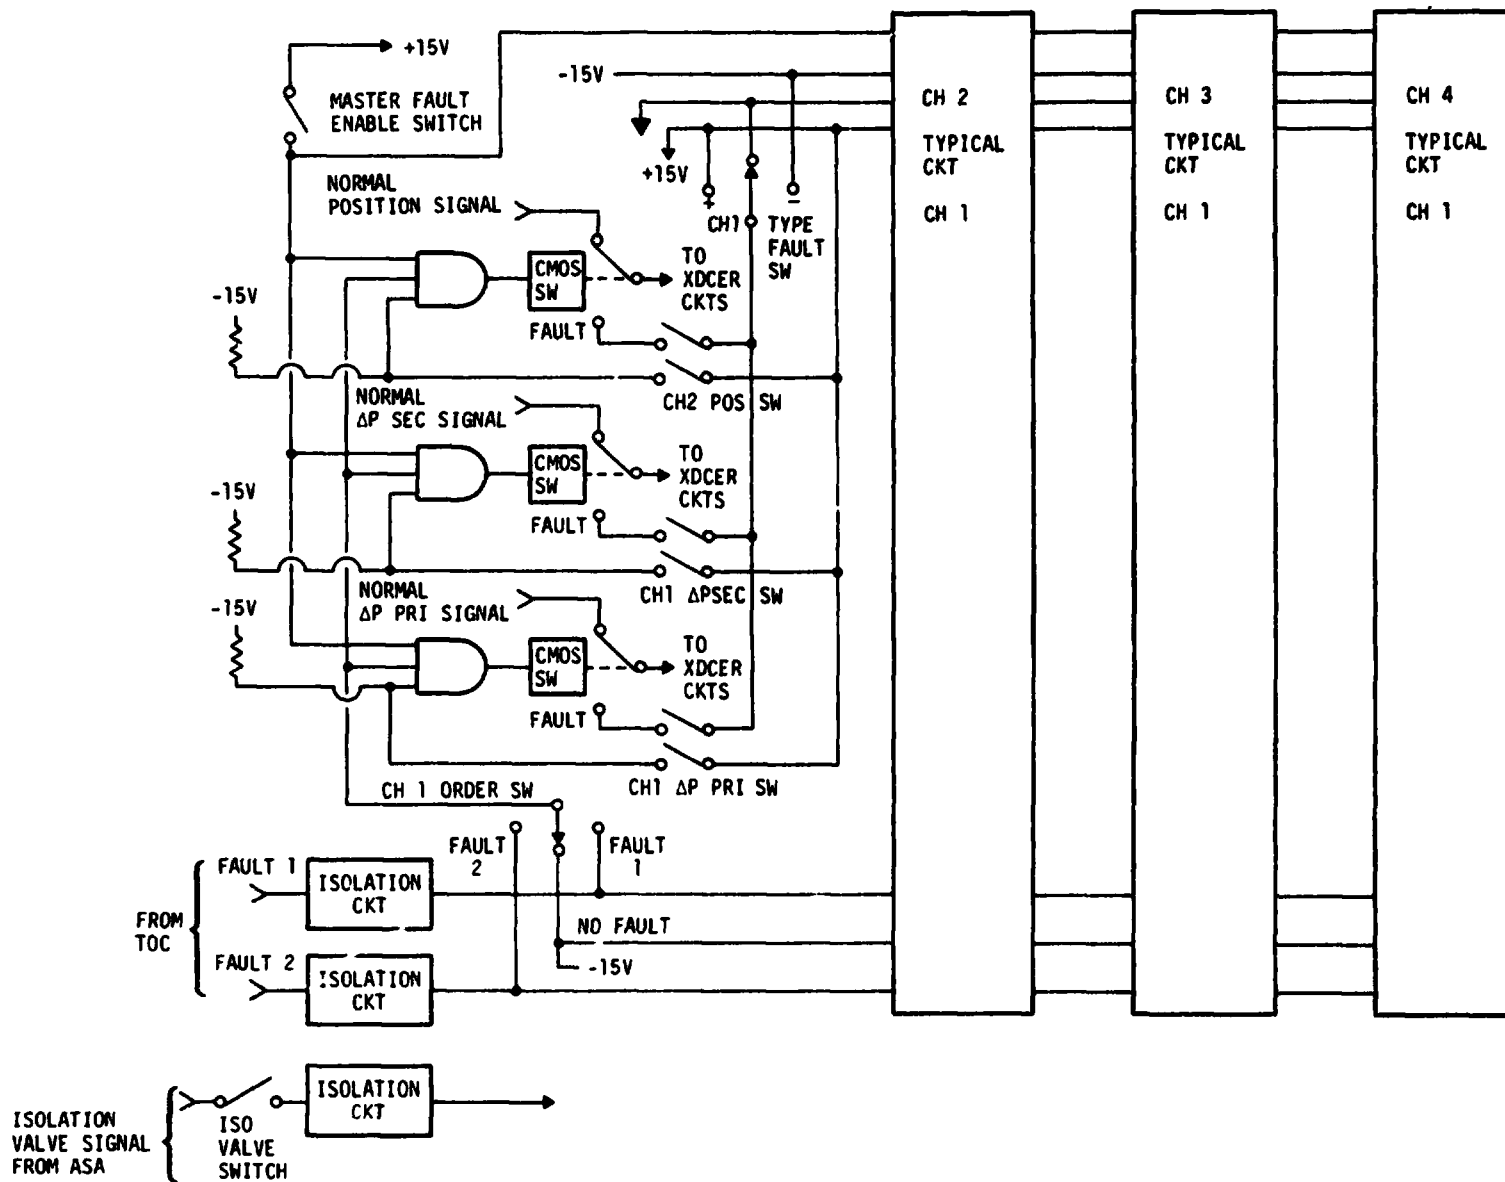 +15V
MASTER FAULT
ENABLE SWITCH
-15V
+15V
+
CH1
-
TYPE
FAULT
SW
NORMAL
POSITION SIGNAL
CMOS
SW
TO
XDCER
CKTS
FAULT
-15V
CH2 POS SW
NORMAL
ΔP SEC SIGNAL
CMOS
SW
TO
XDCER
CKTS
FAULT
-15V
CH1 ΔPSEC SW
NORMAL
ΔP PRI SIGNAL
CMOS
SW
TO
XDCER
CKTS
FAULT
-15V
CH1 ΔP PRI SW
CH 1 ORDER SW
FAULT
2
FAULT
1
NO FAULT
-15V
FROM
TOC
FAULT 1
ISOLATION
CKT
FAULT 2
ISOLATION
CKT
ISOLATION
VALVE SIGNAL
FROM ASA
ISO
VALVE
SWITCH
ISOLATION
CKT
CH 2
TYPICAL
CKT
CH 1
CH 3
TYPICAL
CKT
CH 1
CH 4
TYPICAL
CKT
CH 1